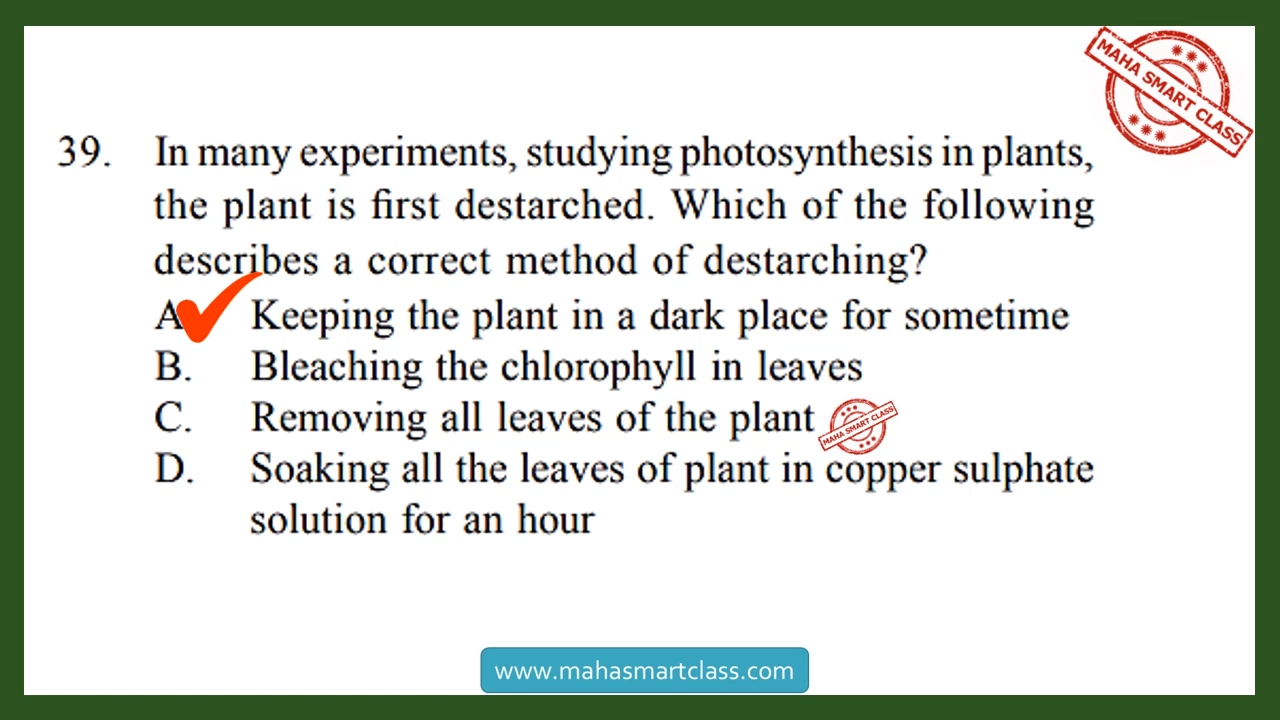 MAHA SMART CLASS
39. In many experiments, studying photosynthesis in plants,
the plant is first destarched. Which of the following
describes a correct method of destarching?
A Keeping the plant in a dark place for sometime
B. Bleaching the chlorophyll in leaves
C. Removing all leaves of the plant
MAHA SMART CLASS
D. Soaking all the leaves of plant in copper sulphate
solution for an hour
www.mahasmartclass.com